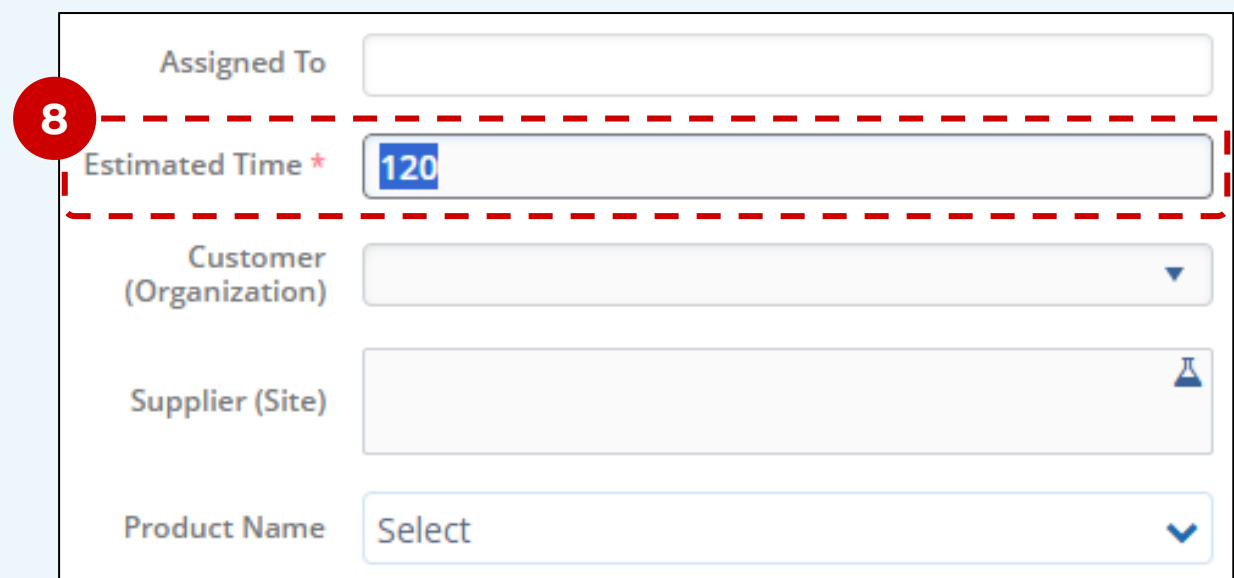 Assigned To
8
Estimated Time *
120
Customer
(Organization)
Supplier (Site)
Product Name
Select